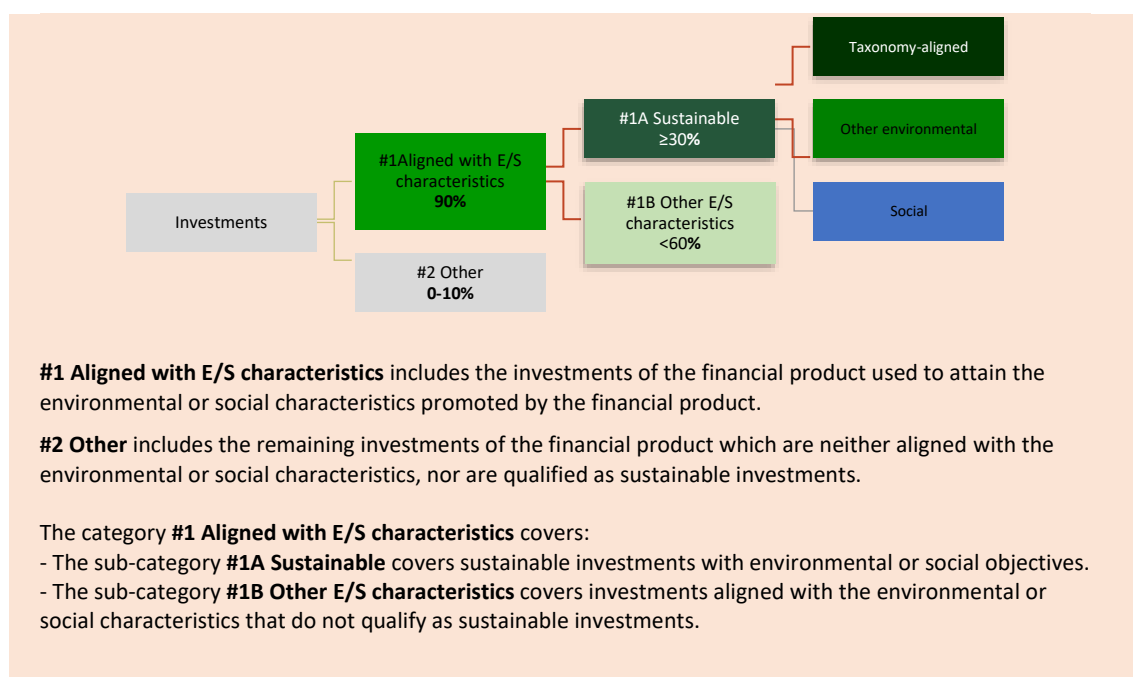 Taxonomy-aligned
#1A Sustainable
≥30%
Other environmental
#1Aligned with E/S
characteristics
90%
#1B Other E/S
characteristics
<60%
Social
Investments
#2 Other
0-10%
#1 Aligned with E/S characteristics includes the investments of the financial product used to attain the
environmental or social characteristics promoted by the financial product.
#2 Other includes the remaining investments of the financial product which are neither aligned with the
environmental or social characteristics, nor are qualified as sustainable investments.
The category #1 Aligned with E/S characteristics covers:
- The sub-category #1A Sustainable covers sustainable investments with environmental or social objectives.
- The sub-category #1B Other E/S characteristics covers investments aligned with the environmental or
social characteristics that do not qualify as sustainable investments.